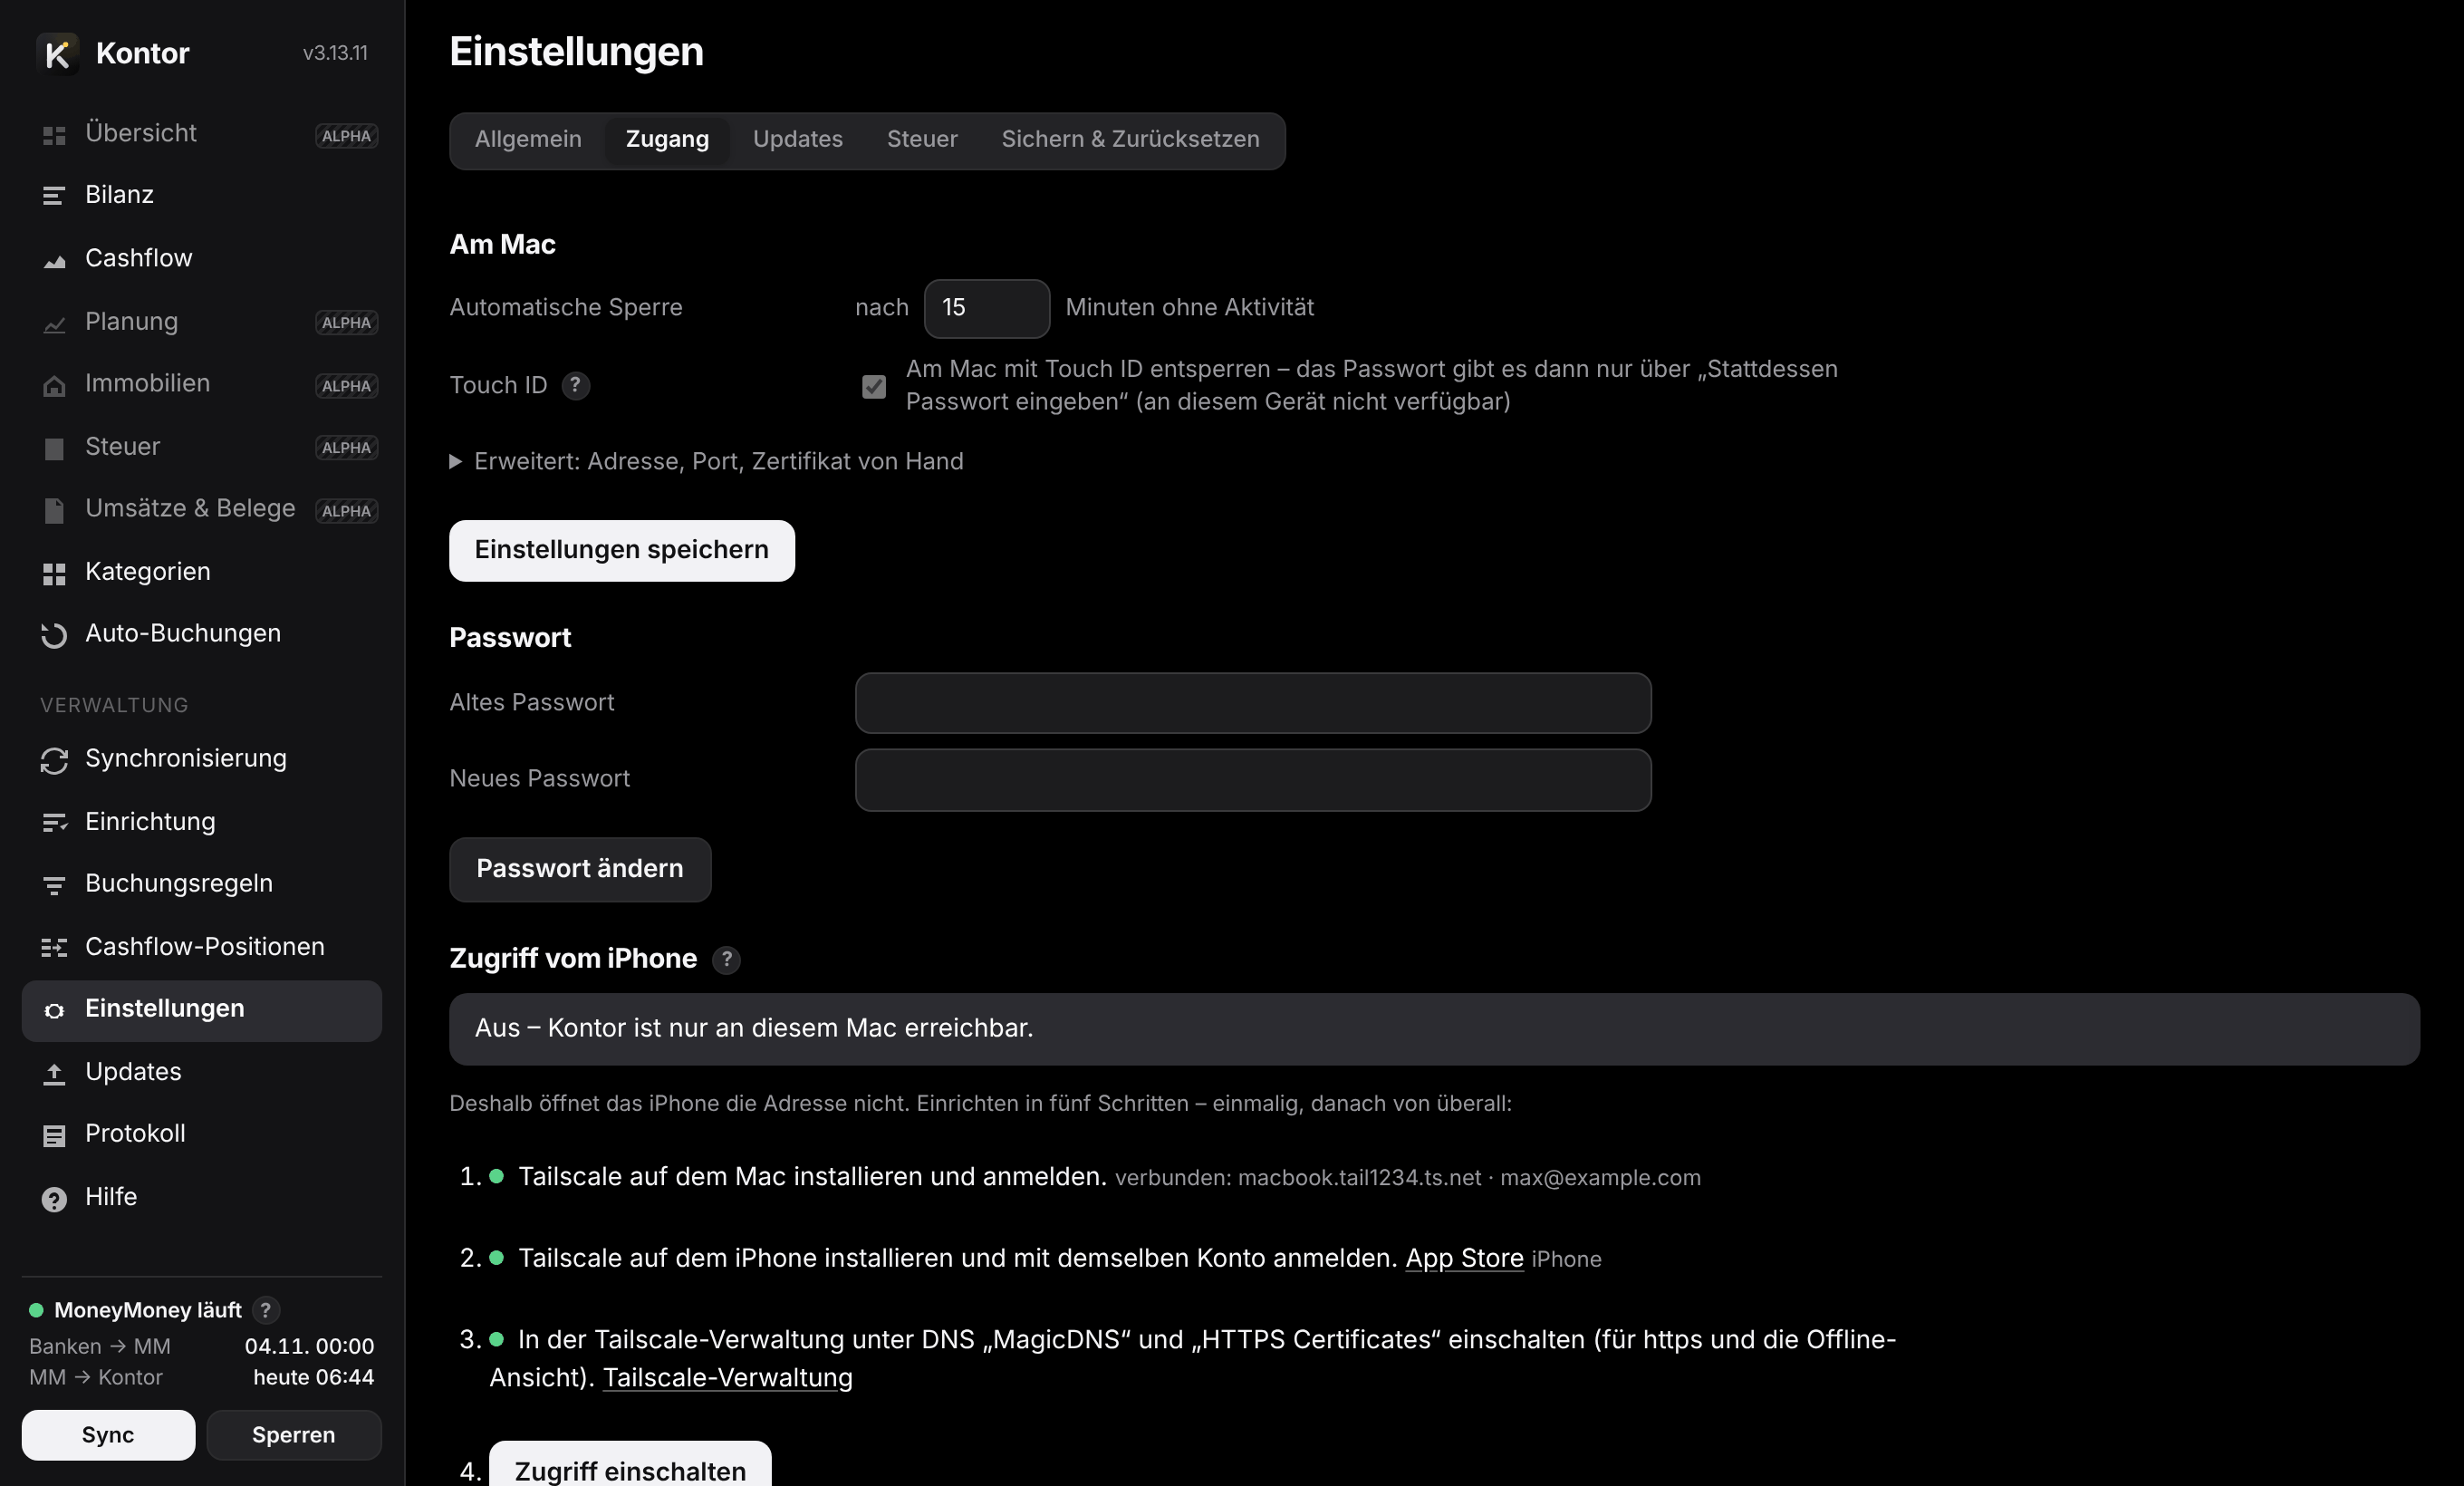 Kontor v3.13.11
Übersicht ALPHA
Bilanz
Cashflow
Planung ALPHA
Immobilien ALPHA
Steuer ALPHA
Umsätze & Belege ALPHA
Kategorien
Auto-Buchungen
VERWALTUNG
Synchronisierung
Einrichtung
Buchungsregeln
Cashflow-Positionen
Einstellungen
Updates
Protokoll
Hilfe
MoneyMoney läuft ?
Banken → MM 04.11. 00:00
MM → Kontor heute 06:44
Sync Sperren
Einstellungen
Allgemein Zugang Updates Steuer Sichern & Zurücksetzen
Am Mac
Automatische Sperre nach 15 Minuten ohne Aktivität
Touch ID ? Am Mac mit Touch ID entsperren – das Passwort gibt es dann nur über „Stattdessen
Passwort eingeben“ (an diesem Gerät nicht verfügbar)
Erweitert: Adresse, Port, Zertifikat von Hand
Einstellungen speichern
Passwort
Altes Passwort
Neues Passwort
Passwort ändern
Zugriff vom iPhone ?
Aus – Kontor ist nur an diesem Mac erreichbar.
Deshalb öffnet das iPhone die Adresse nicht. Einrichten in fünf Schritten – einmalig, danach von überall:
1. Tailscale auf dem Mac installieren und anmelden. verbunden: macbook.tail1234.ts.net · max@example.com
2. Tailscale auf dem iPhone installieren und mit demselben Konto anmelden. App Store iPhone
3. In der Tailscale-Verwaltung unter DNS „MagicDNS“ und „HTTPS Certificates“ einschalten (für https und die Offline-
Ansicht). Tailscale-Verwaltung
4. Zugriff einschalten